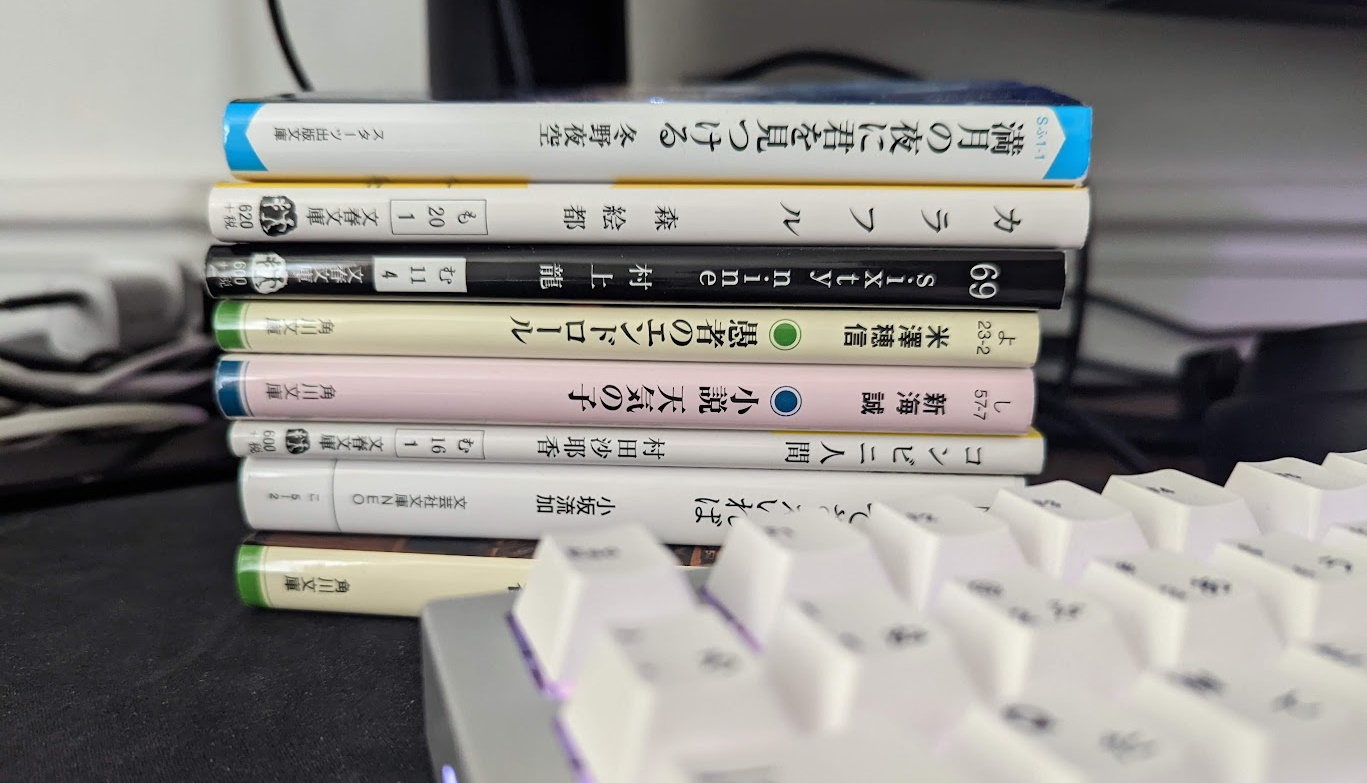 満月の夜に君を見つける 冬野夜空 スターツ出版文庫 S-ふ-1-1
カラフル 森 絵都 も 20 1 文春文庫 620 +税
69 sixty nine 村上龍 む 11 4 文春文庫 600
よ 23-2 米澤穂信 愚者のエンドロール 角川文庫
し 57-7 新海 誠 小説 天気の子 角川文庫
コンビニ人間 村田沙耶香 む 16 1 文春文庫 600 +税
小坂流加 文芸社文庫NEO こ 5-2
角川文庫